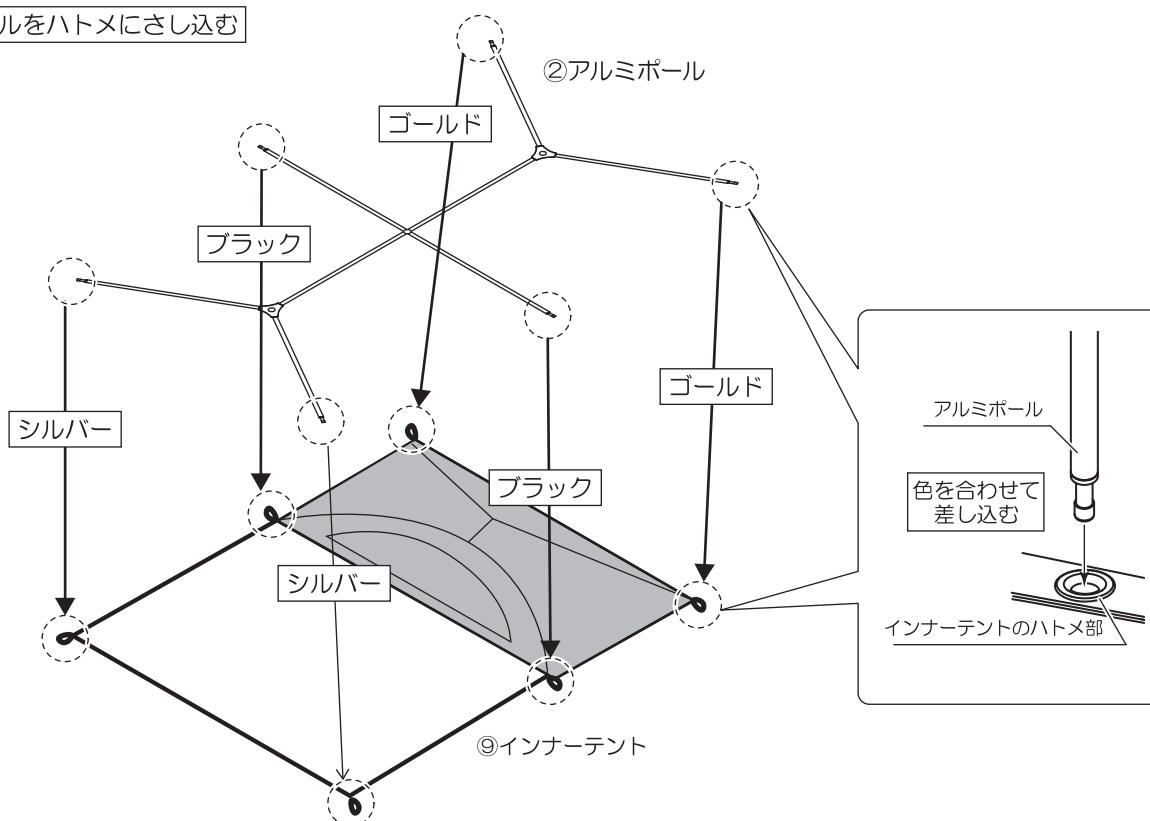 ルをハトメにさし込む
②アルミポール
ゴールド
ブラック
シルバー
ゴールド
ブラック
シルバー
アルミポール
色を合わせて
差し込む
インナーテントのハトメ部
⑨インナーテント